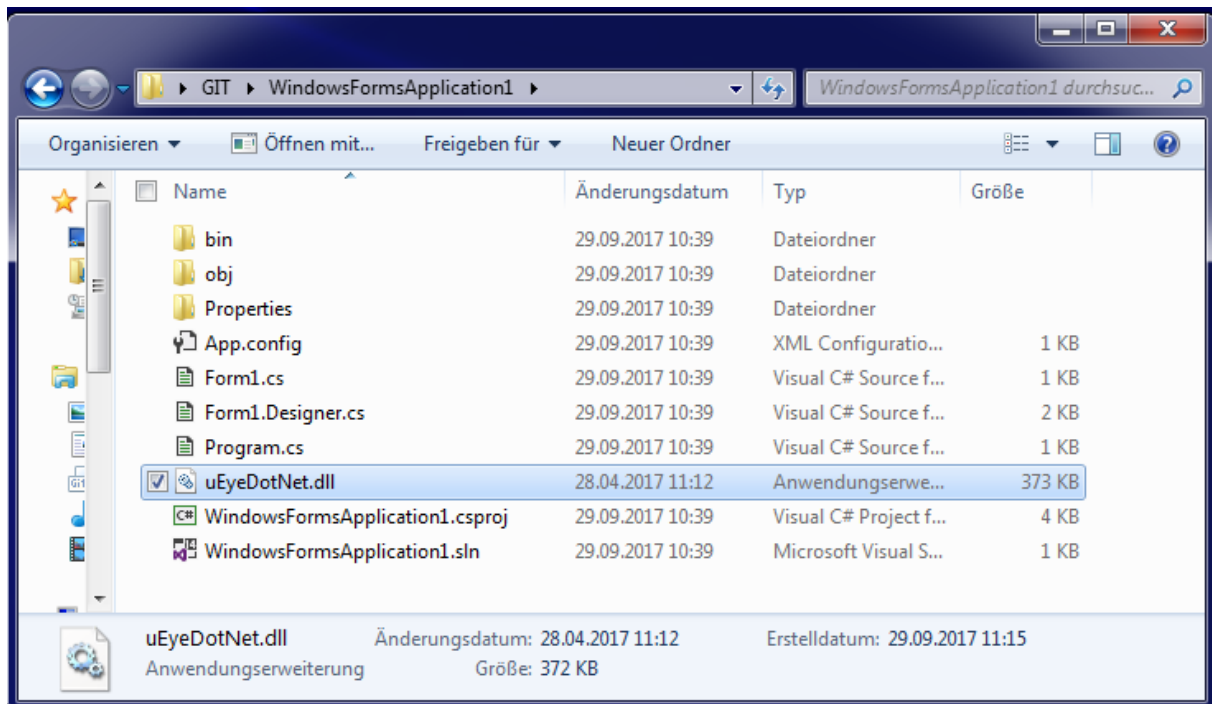 GIT WindowsFormsApplication1 WindowsFormsApplication1 durchsuc...
Organisieren Öffnen mit... Freigeben für Neuer Ordner
Name Änderungsdatum Typ Größe
bin 29.09.2017 10:39 Dateiordner
obj 29.09.2017 10:39 Dateiordner
Properties 29.09.2017 10:39 Dateiordner
App.config 29.09.2017 10:39 XML Configuratio... 1 KB
Form1.cs 29.09.2017 10:39 Visual C# Source f... 1 KB
Form1.Designer.cs 29.09.2017 10:39 Visual C# Source f... 2 KB
Program.cs 29.09.2017 10:39 Visual C# Source f... 1 KB
uEyeDotNet.dll 28.04.2017 11:12 Anwendungserwe... 373 KB
C# WindowsFormsApplication1.csproj 29.09.2017 10:39 Visual C# Project f... 4 KB
WindowsFormsApplication1.sln 29.09.2017 10:39 Microsoft Visual S... 1 KB
uEyeDotNet.dll Änderungsdatum: 28.04.2017 11:12 Erstelldatum: 29.09.2017 11:15
Anwendungserweiterung Größe: 372 KB